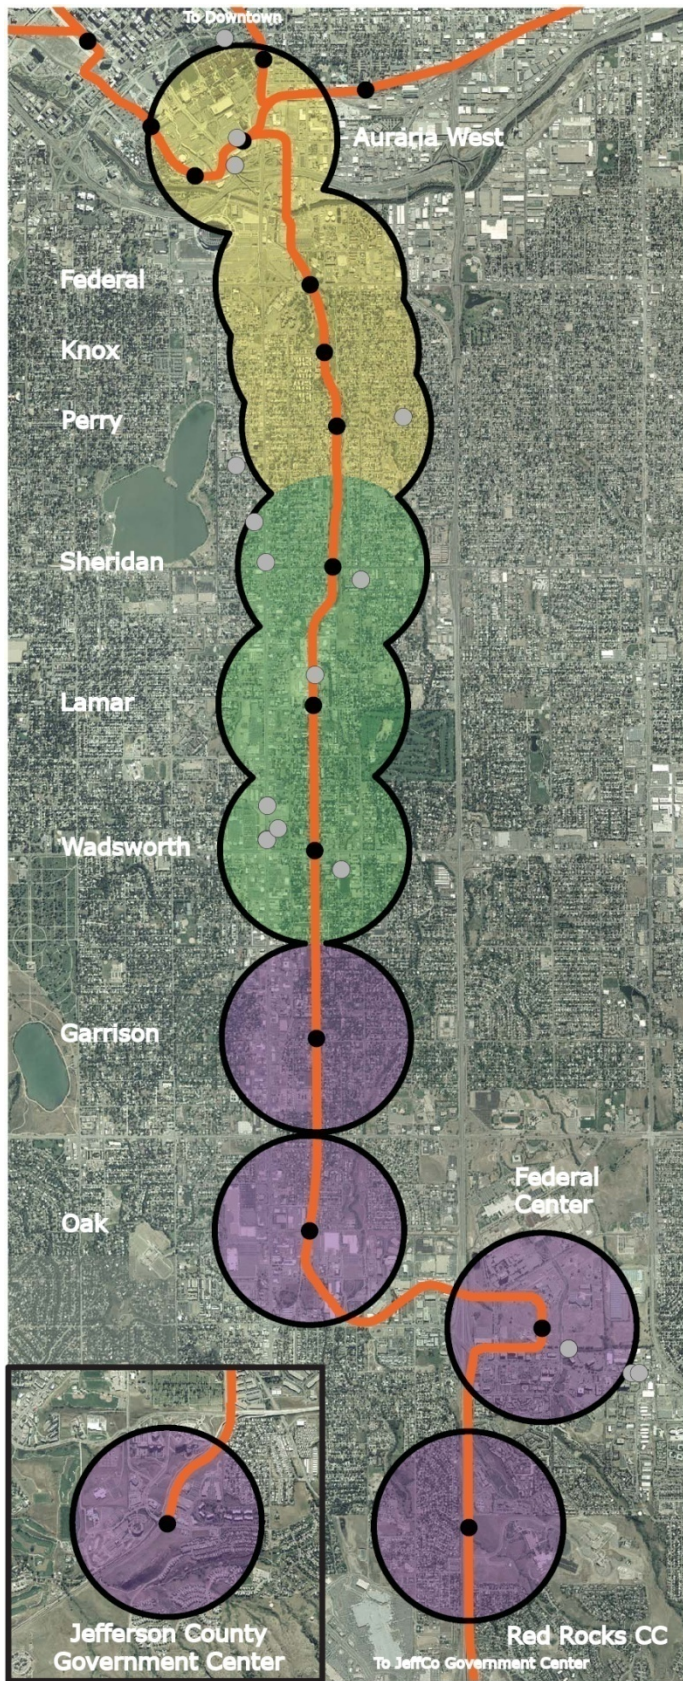 To Downtown
Auraria West
Federal
Knox
Perry
Sheridan
Lamar
Wadsworth
Garrison
Federal
Center
Oak
Jefferson County
Government Center
Red Rocks CC
To JeffCo Government Center